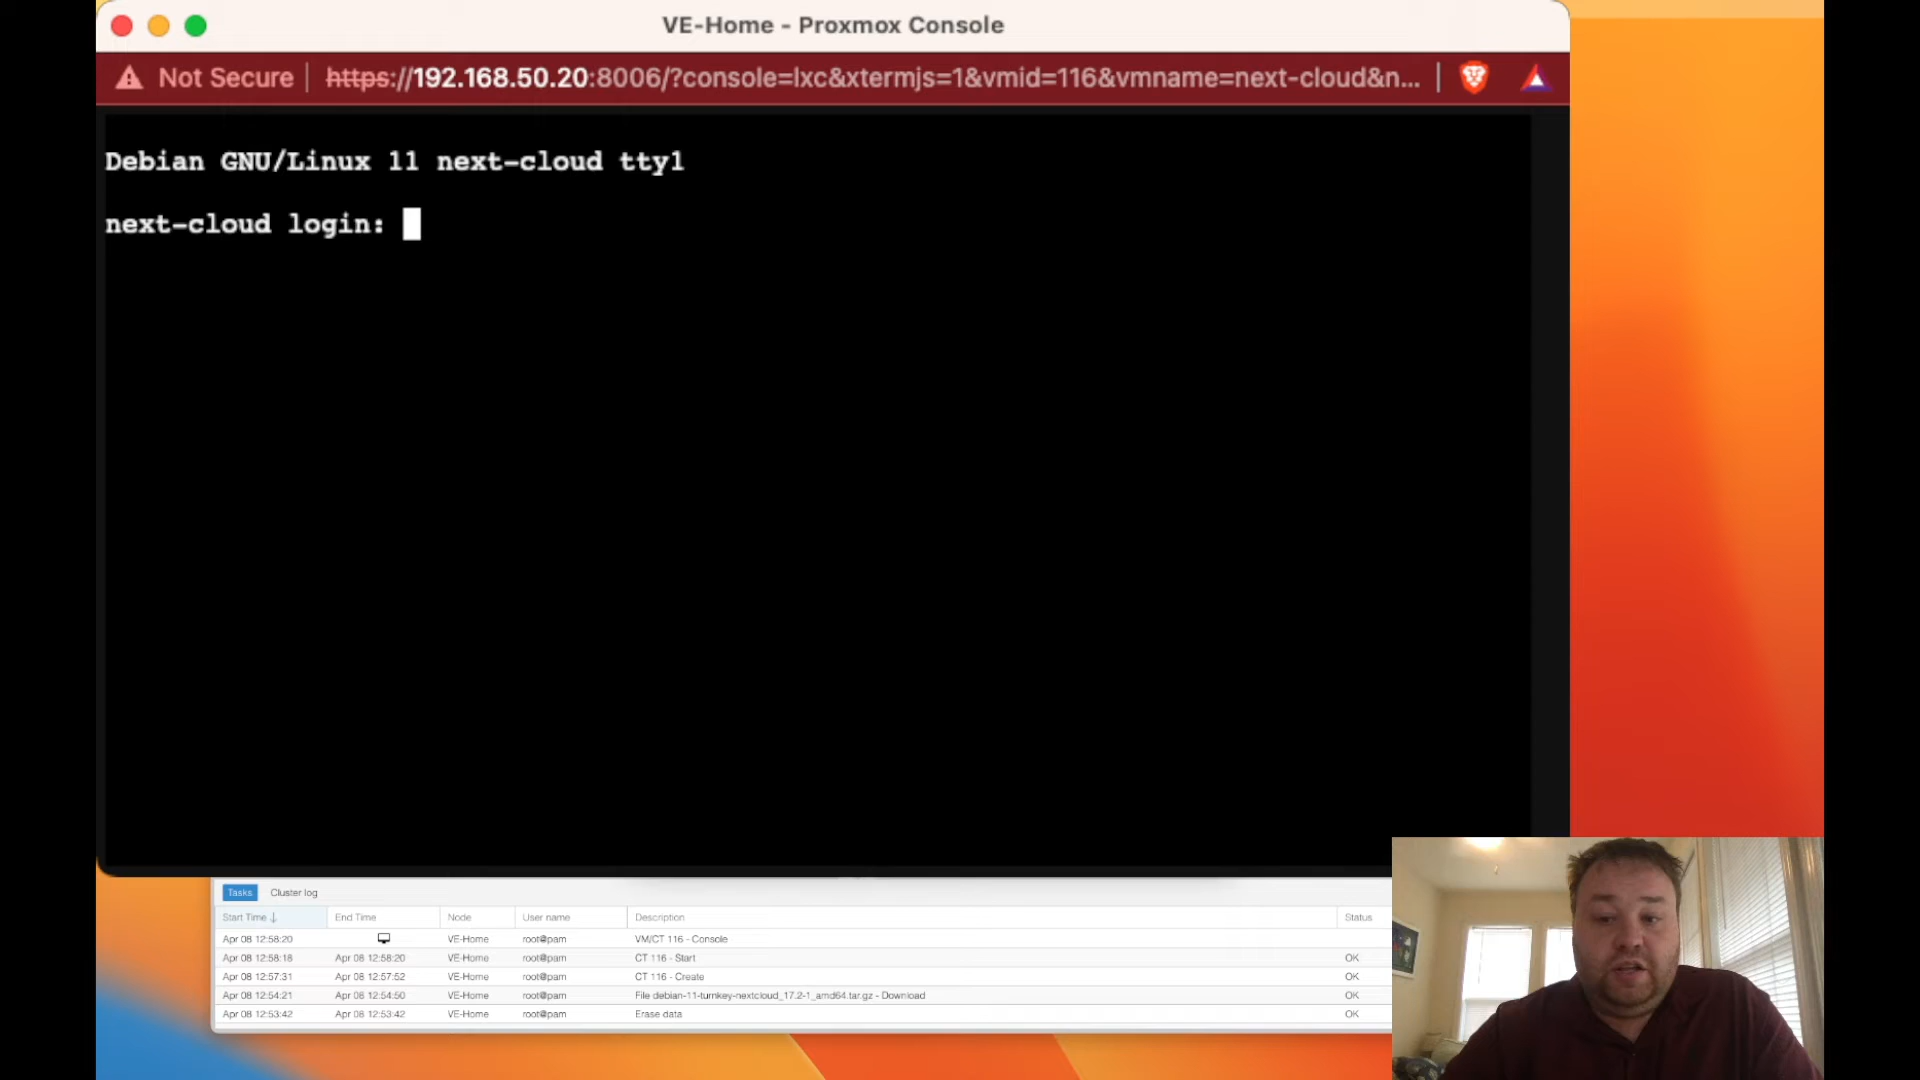 VE-Home - Proxmox Console
Not Secure | https://192.168.50.20:8006/?console=lxc&xtermjs=1&vmid=116&vmname=next-cloud&n...
Debian GNU/Linux 11 next-cloud tty1
next-cloud login:
Tasks Cluster log
Start Time ↓ End Time Node User name Description Status
Apr 08 12:58:20 VE-Home root@pam VM/CT 116 - Console
Apr 08 12:58:18 Apr 08 12:58:20 VE-Home root@pam CT 116 - Start OK
Apr 08 12:57:31 Apr 08 12:57:52 VE-Home root@pam CT 116 - Create OK
Apr 08 12:54:21 Apr 08 12:54:50 VE-Home root@pam File debian-11-turnkey-nextcloud_17.2-1_amd64.tar.gz - Download OK
Apr 08 12:53:42 Apr 08 12:53:42 VE-Home root@pam Erase data OK